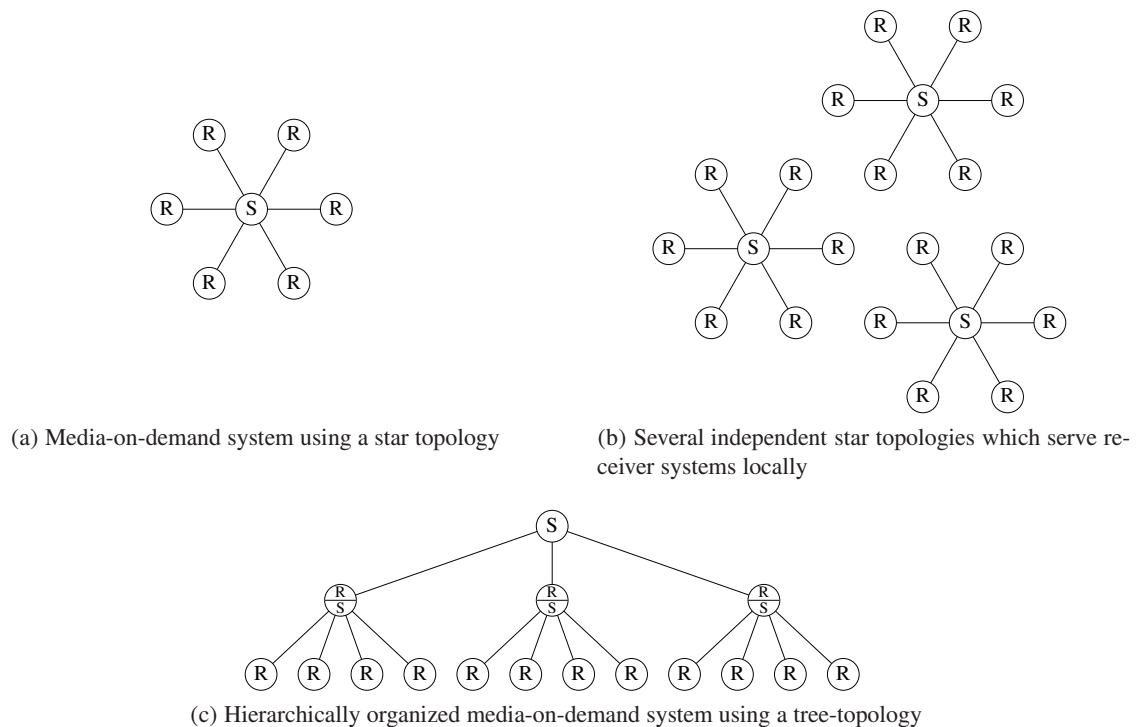 R R
R S R
R R
R R
R S R
R R
R R
R S R
R R
R R
R S R
R R
(a) Media-on-demand system using a star topology
(b) Several independent star topologies which serve re-
ceiver systems locally
S
R R R
S S S
R R R R R R R R R R R R
(c) Hierarchically organized media-on-demand system using a tree-topology